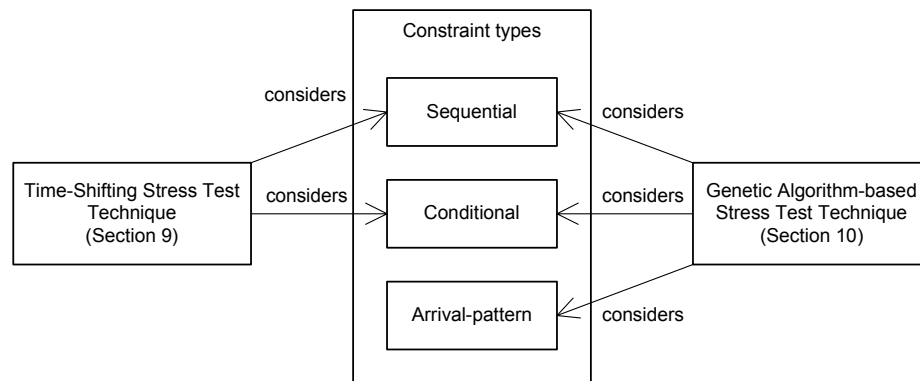 Constraint types
considers
Sequential
considers
Time-Shifting Stress Test
Technique
(Section 9)
considers
Conditional
considers
Genetic Algorithm-based
Stress Test Technique
(Section 10)
Arrival-pattern
considers